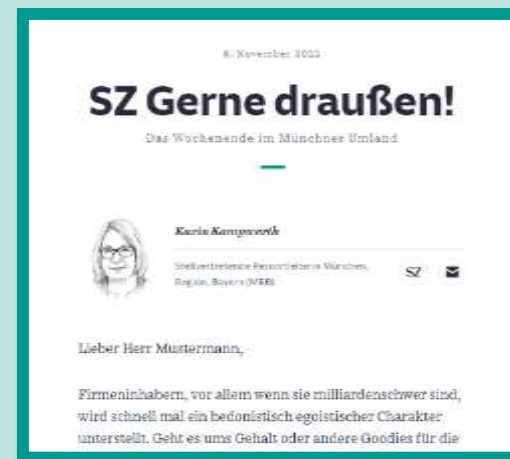 8. November 2022
SZ Gerne draußen!
Das Wochenende im Münchner Umland
Karin Kampwerth
Stellvertretende Ressortleiterin München,
Region, Bayern (MRB)
SZ
Lieber Herr Mustermann,
Firmeninhabern, vor allem wenn sie milliardenschwer sind,
wird schnell mal ein hedonistisch egoistischer Charakter
unterstellt. Geht es ums Gehalt oder andere Goodies für die